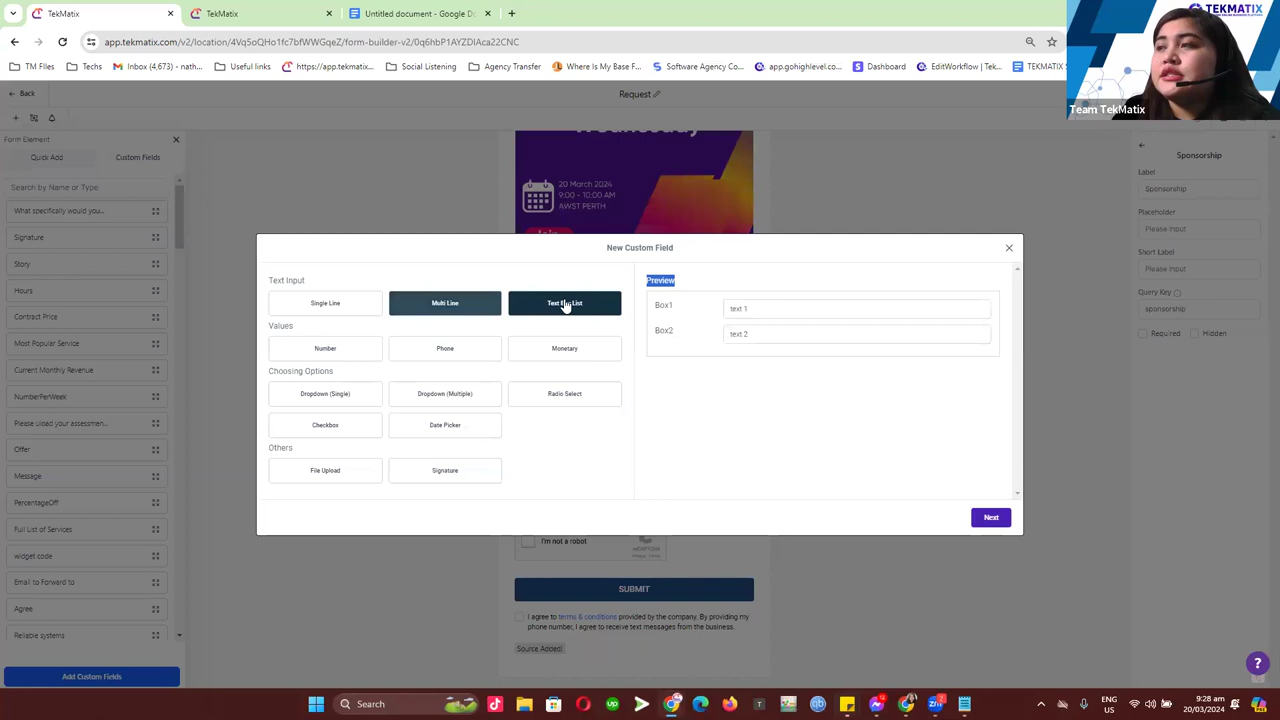 TekMatix
TekMatix
Untitled document - Google D
app.tekmatix.com/v2/location/4Vq5oQHo1fc7bfWWGqeZ/form-builder-v2/0q6hbP1AYZDIAca22CNC
TM Files
Techs
Inbox (4,673) - nath...
Useful links
https://app.tekmatix...
Social Listening
Where Is My Base F...
Software Agency Co...
app.gohighlevel.co...
Dashboard
EditWorkflow | Tek...
TEKMATIX
TEKMATIX
ONLINE BUSINESS PLATFORM
Team TekMatix
Back
Request
Form Element
Quick Add
Custom Fields
Search by Name or Type
What specifically would you...
Signature
Story
Hours
Contract Price
Most Popular Service
Current Monthly Revenue
NumberPerWeek
Please uload your assessmen...
Offer
Message
PercentageOff
Full List of Services
widget code
Email to Forward to
Agree
Reliable systems
Add Custom Fields
Wednesday
20 March 2024
9:00 - 10:00 AM
AWST PERTH
Join
New Custom Field
Text Input
Single Line
Multi Line
Text List
Values
Number
Phone
Monetary
Choosing Options
Dropdown (Single)
Dropdown (Multiple)
Radio Select
Checkbox
Date Picker
Others
File Upload
Signature
Preview
Box1
text 1
Box2
text 2
Next
I'm not a robot
reCAPTCHA
SUBMIT
I agree to terms & conditions provided by the company. By providing my
phone number, I agree to receive text messages from the business.
Source Added!
Sponsorship
Label
Sponsorship
Placeholder
Please Input
Short Label
Please Input
Query Key
sponsorship
Required
Hidden
Search
ENG
US
9:28 pm
20/03/2024